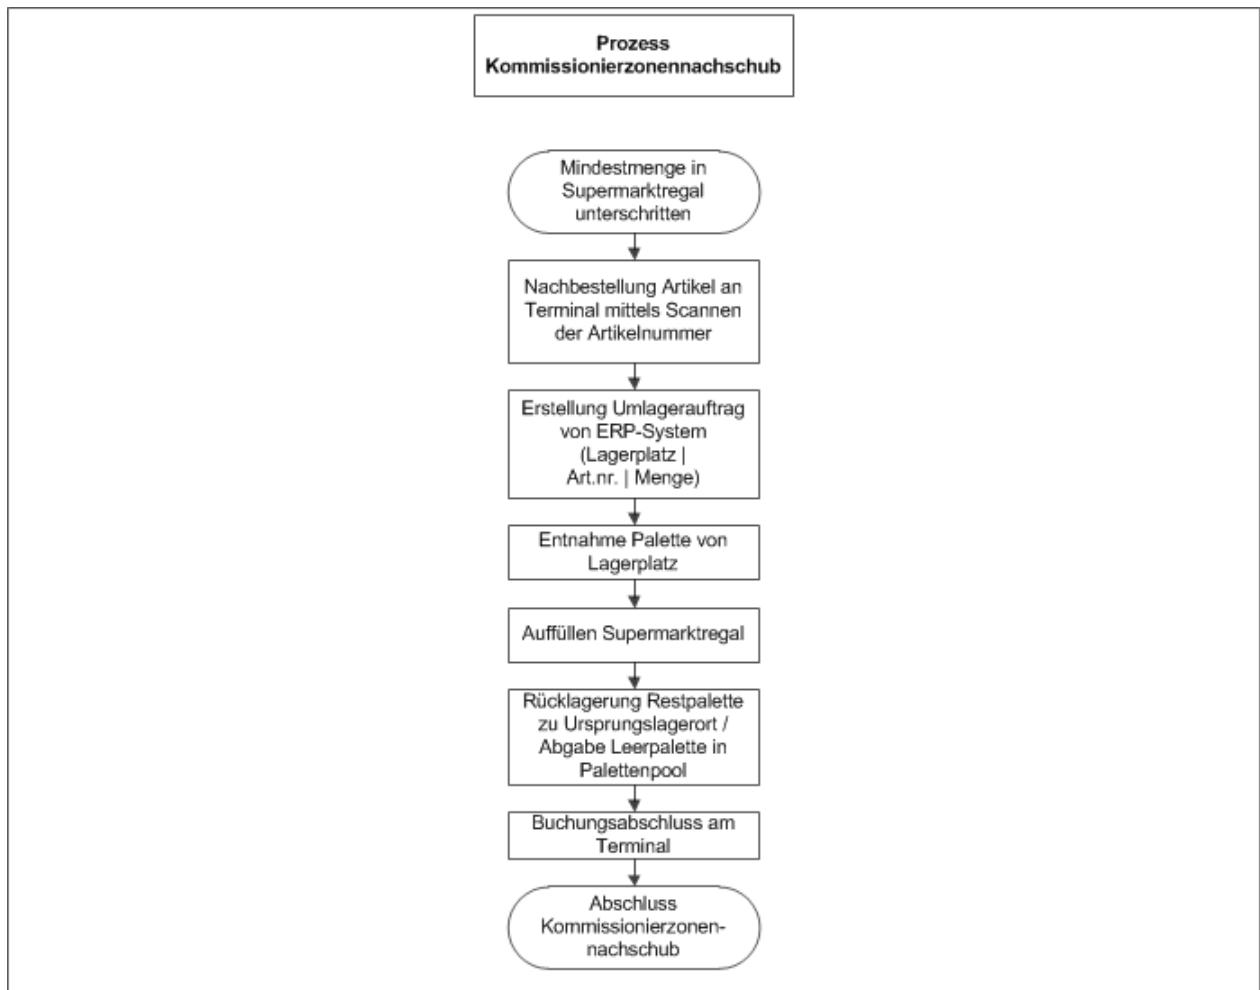 Prozess
Kommissionierzonennachschub
Mindestmenge in
Supermarktregal
unterschritten
Nachbestellung Artikel an
Terminal mittels Scannen
der Artikelnummer
Erstellung Umlagerauftrag
von ERP-System
(Lagerplatz |
Art.nr. | Menge)
Entnahme Palette von
Lagerplatz
Auffüllen Supermarktregal
Rücklagerung Restpalette
zu Ursprungslagerort /
Abgabe Leerpalette in
Palettenpool
Buchungsabschluss am
Terminal
Abschluss
Kommissionierzonen-
nachschub